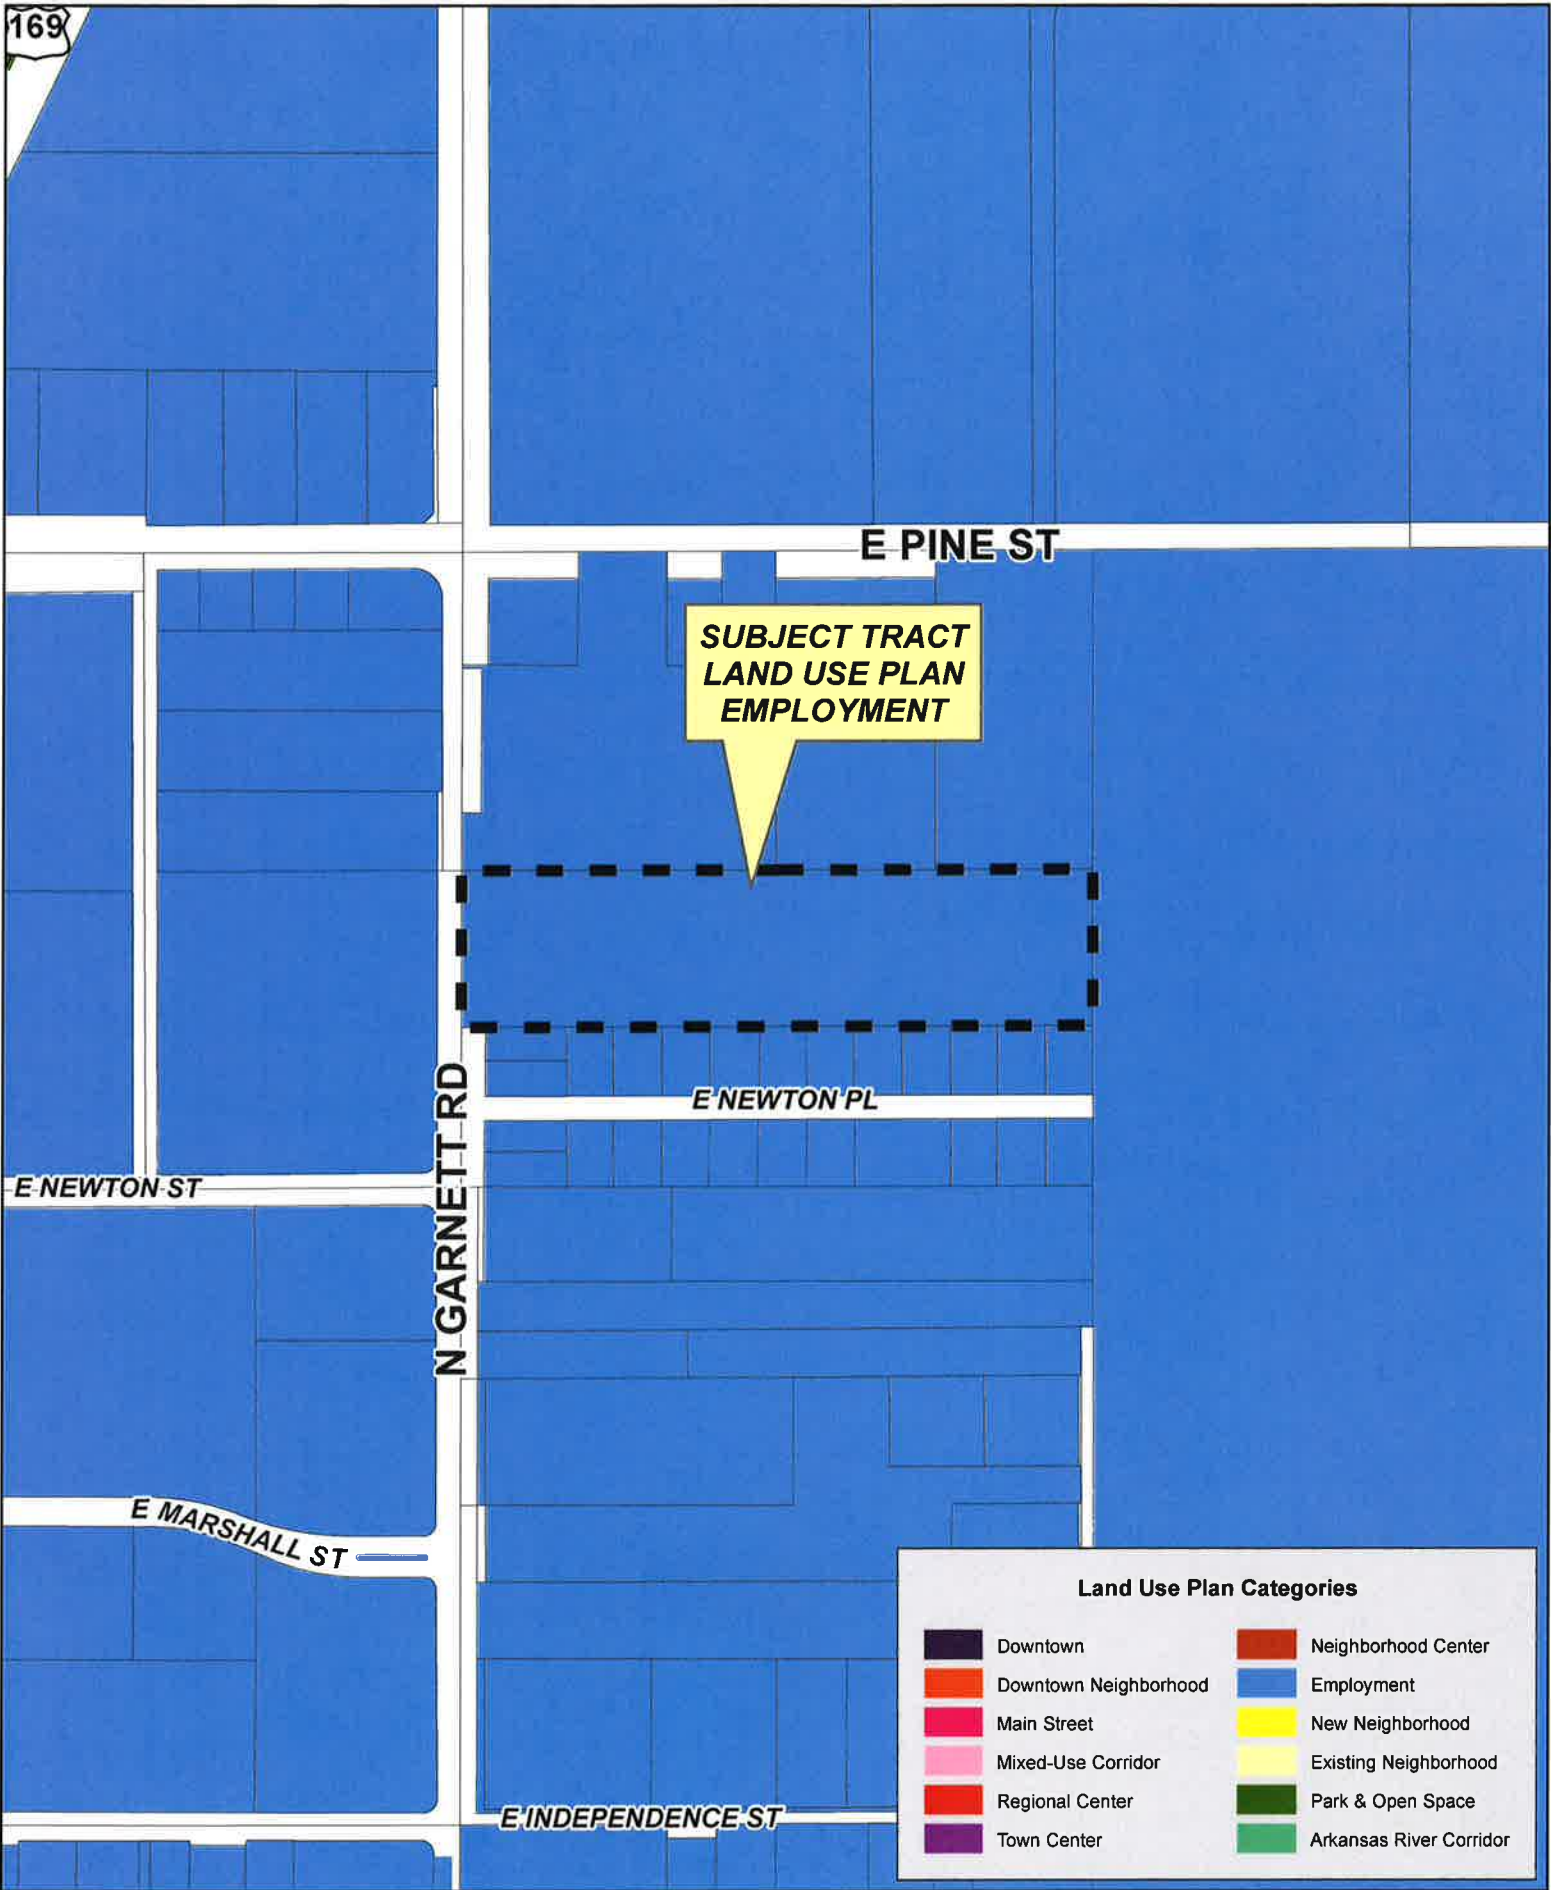 169
E PINE ST
SUBJECT TRACT
LAND USE PLAN
EMPLOYMENT
E NEWTON PL
E NEWTON ST
N GARNETT RD
E MARSHALL ST
E INDEPENDENCE ST
Land Use Plan Categories
Downtown
Downtown Neighborhood
Main Street
Mixed-Use Corridor
Regional Center
Town Center
Neighborhood Center
Employment
New Neighborhood
Existing Neighborhood
Park & Open Space
Arkansas River Corridor